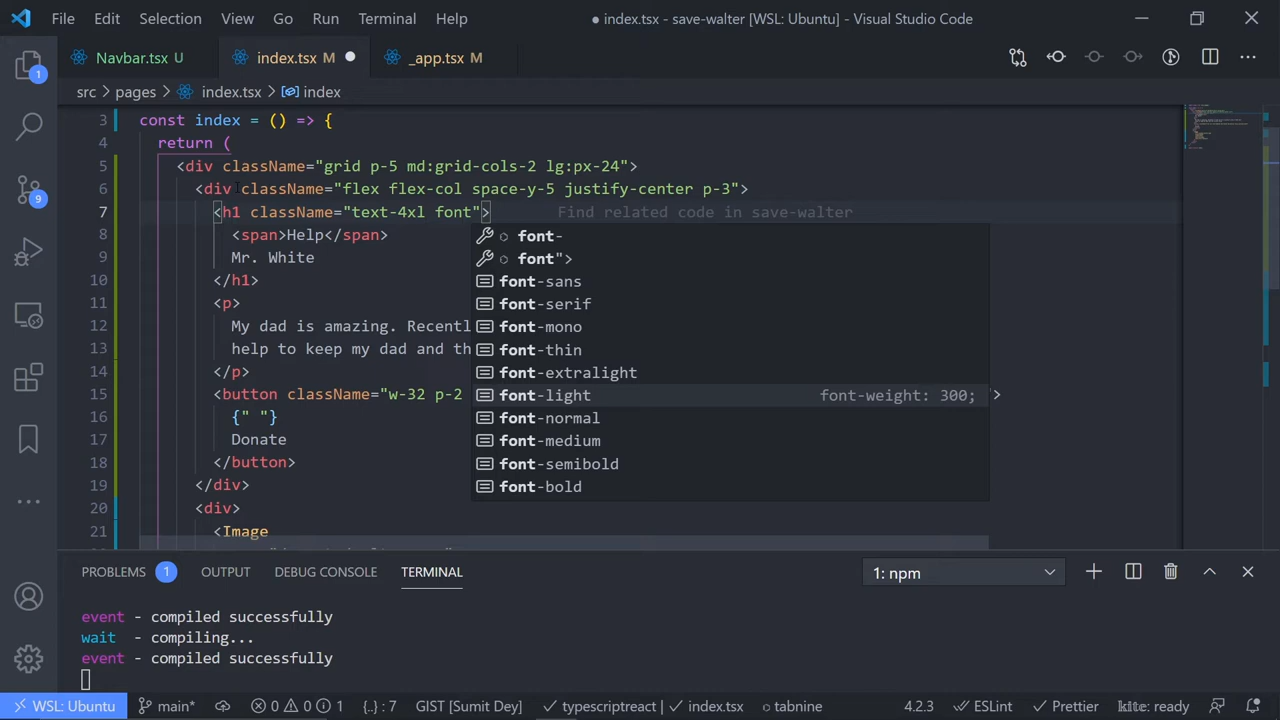 File Edit Selection View Go Run Terminal Help
● index.tsx - save-walter [WSL: Ubuntu] - Visual Studio Code
Navbar.tsx U
index.tsx M ●
_app.tsx M
src > pages > index.tsx > index
3 const index = () => {
4 return (
5 <div className="grid p-5 md:grid-cols-2 lg:px-24">
6 <div className="flex flex-col space-y-5 justify-center p-3">
7 <h1 className="text-4xl font"> Find related code in save-walter
8 <span>Help</span>
9 Mr. White
10 </h1>
11 <p>
12 My dad is amazing. Recentl
13 help to keep my dad and th
14 </p>
15 <button className="w-32 p-2 >
16 {" "}
17 Donate
18 </button>
19 </div>
20 <div>
21 <Image
font-
font">
font-sans
font-serif
font-mono
font-thin
font-extralight
font-light font-weight: 300;
font-normal
font-medium
font-semibold
font-bold
1
9
PROBLEMS 1 OUTPUT DEBUG CONSOLE TERMINAL
1: npm
event - compiled successfully
wait - compiling...
event - compiled successfully
WSL: Ubuntu main* 0 0 1 {..} : 7 GIST [Sumit Dey] ✓ typescriptreact ✓ index.tsx tabnine 4.2.3 ESLint Prettier kite: ready